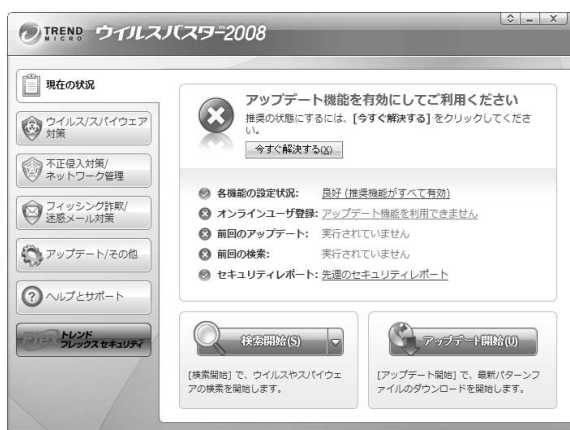 TREND MICRO ウイルスバスター™2008
現在の状況
ウイルス/スパイウェア
対策
不正侵入対策/
ネットワーク管理
フィッシング詐欺/
迷惑メール対策
アップデート/その他
ヘルプとサポート
トレンド
フレックス セキュリティ
アップデート機能を有効にしてご利用ください
推奨の状態にするには、[今すぐ解決する] をクリックしてくださ
い。
今すぐ解決する(X)
各機能の設定状況: 良好 (推奨機能がすべて有効)
オンラインユーザ登録: アップデート機能を利用できません
前回のアップデート: 実行されていません
前回の検索: 実行されていません
セキュリティレポート: 先週のセキュリティレポート
検索開始(S)
アップデート開始(U)
[検索開始] で、ウイルスやスパイウェ
アの検索を開始します。
[アップデート開始] で、最新パターンフ
ァイルのダウンロードを開始します。